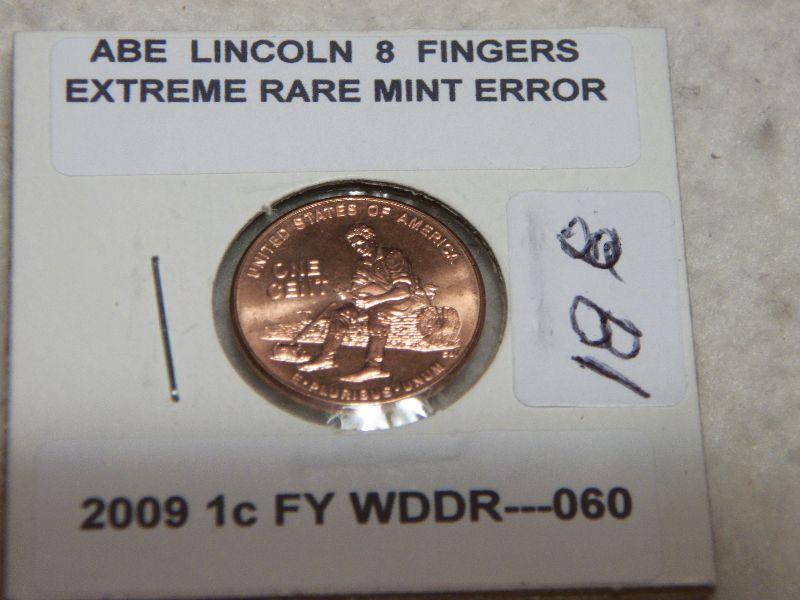 ABE LINCOLN 8 FINGERS
EXTREME RARE MINT ERROR
UNITED STATES OF AMERICA
ONE
CENT
E·PLURIBUS·UNUM
B1
2009 1c FY WDDR---060